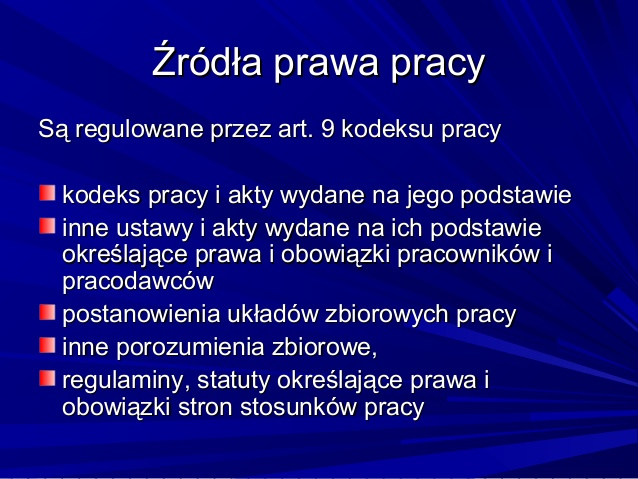 Źródła prawa pracy
Są regulowane przez art. 9 kodeksu pracy
kodeks pracy i akty wydane na jego podstawie
inne ustawy i akty wydane na ich podstawie
określające prawa i obowiązki pracowników i
pracodawców
postanowienia układów zbiorowych pracy
inne porozumienia zbiorowe,
regulaminy, statuty określające prawa i
obowiązki stron stosunków pracy